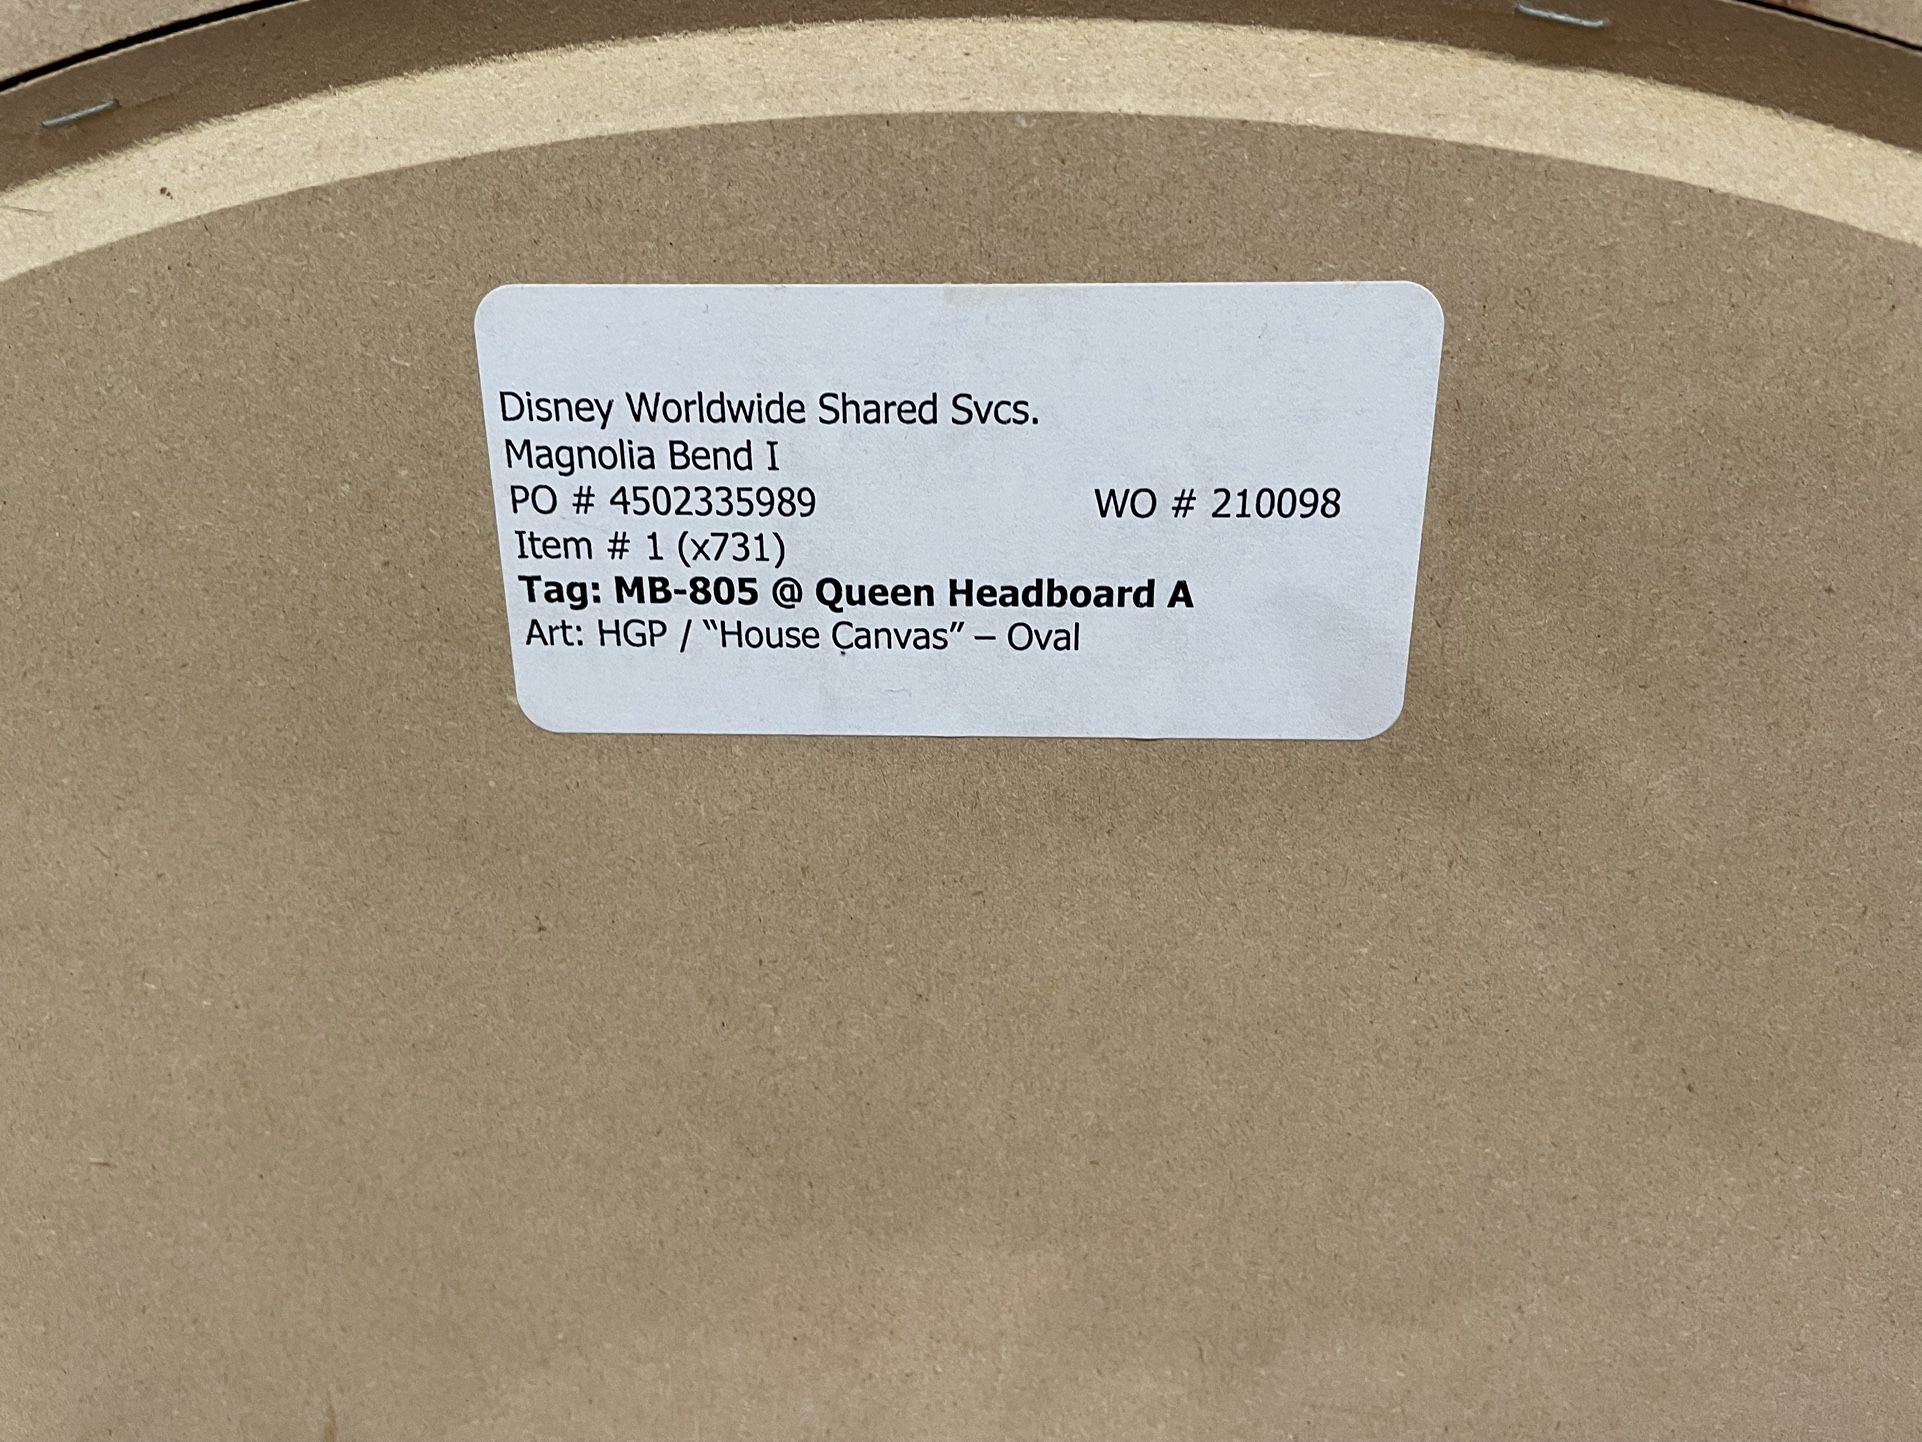 Disney Worldwide Shared Svcs.
Magnolia Bend I
PO # 4502335989 WO # 210098
Item # 1 (x731)
Tag: MB-805 @ Queen Headboard A
Art: HGP / “House Canvas” – Oval